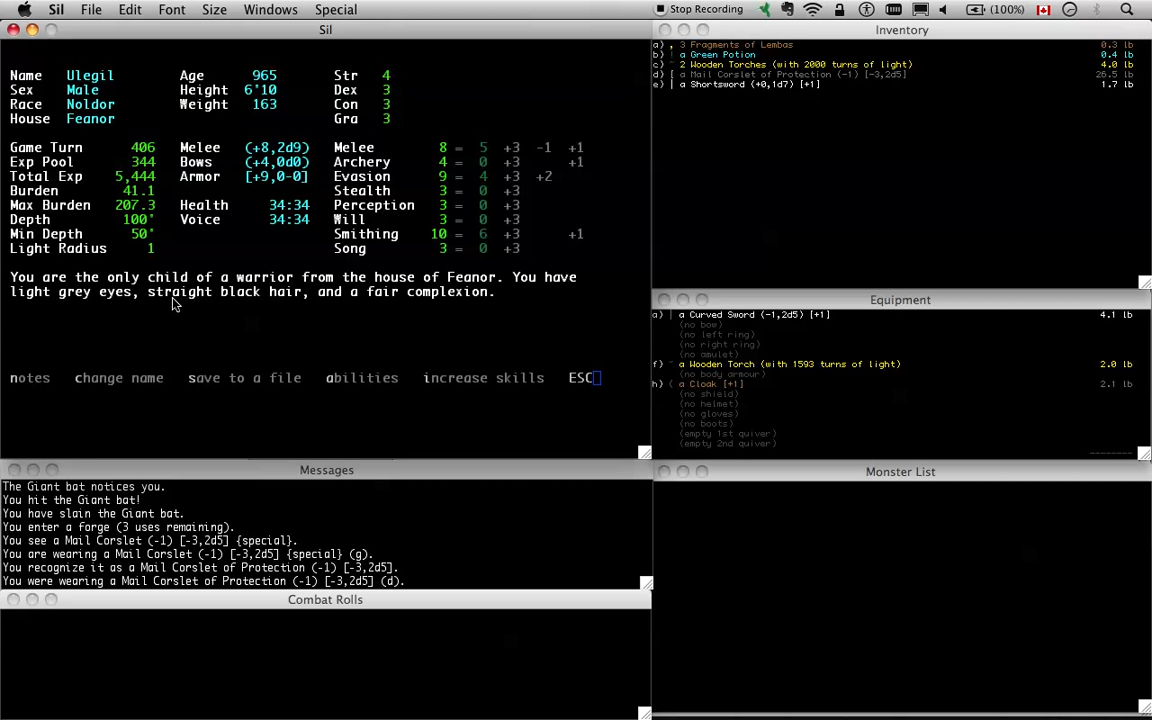 Sil File Edit Font Size Windows Special Stop Recording (100%)
Sil
Name Ulegil Age 965 Str 4
Sex Male Height 6'10 Dex 3
Race Noldor Weight 163 Con 3
House Feanor Gra 3
Game Turn 406 Melee (+8,2d9) Melee 8 = 5 +3 -1 +1
Exp Pool 344 Bows (+4,0d0) Archery 4 = 0 +3 +1
Total Exp 5,444 Armor [+9,0-0] Evasion 9 = 4 +3 +2
Burden 41.1 Stealth 3 = 0 +3
Max Burden 207.3 Health 34:34 Perception 3 = 0 +3
Depth 100' Voice 34:34 Will 3 = 0 +3
Min Depth 50' Smithing 10 = 6 +3 +1
Light Radius 1 Song 3 = 0 +3
You are the only child of a warrior from the house of Feanor. You have
light grey eyes, straight black hair, and a fair complexion.
notes change name save to a file abilities increase skills ESC
Inventory
a) , 3 Fragments of Lembas 0.3 lb
b) ! a Green Potion 0.4 lb
c) ~ 2 Wooden Torches (with 2000 turns of light) 4.0 lb
d) [ a Mail Corslet of Protection (-1) [-3,2d5] 26.5 lb
e) | a Shortsword (+0,1d7) [+1] 1.7 lb
Equipment
a) | a Curved Sword (-1,2d5) [+1] 4.1 lb
(no bow)
(no left ring)
(no right ring)
(no amulet)
f) ~ a Wooden Torch (with 1593 turns of light) 2.0 lb
(no body armour)
h) ( a Cloak [+1] 2.1 lb
(no shield)
(no helmet)
(no gloves)
(no boots)
(empty 1st quiver)
(empty 2nd quiver)
Messages
The Giant bat notices you.
You hit the Giant bat!
You have slain the Giant bat.
You enter a forge (3 uses remaining).
You see a Mail Corslet (-1) [-3,2d5] {special}.
You are wearing a Mail Corslet (-1) [-3,2d5] {special} (g).
You recognize it as a Mail Corslet of Protection (-1) [-3,2d5].
You were wearing a Mail Corslet of Protection (-1) [-3,2d5] (d).
Monster List
Combat Rolls